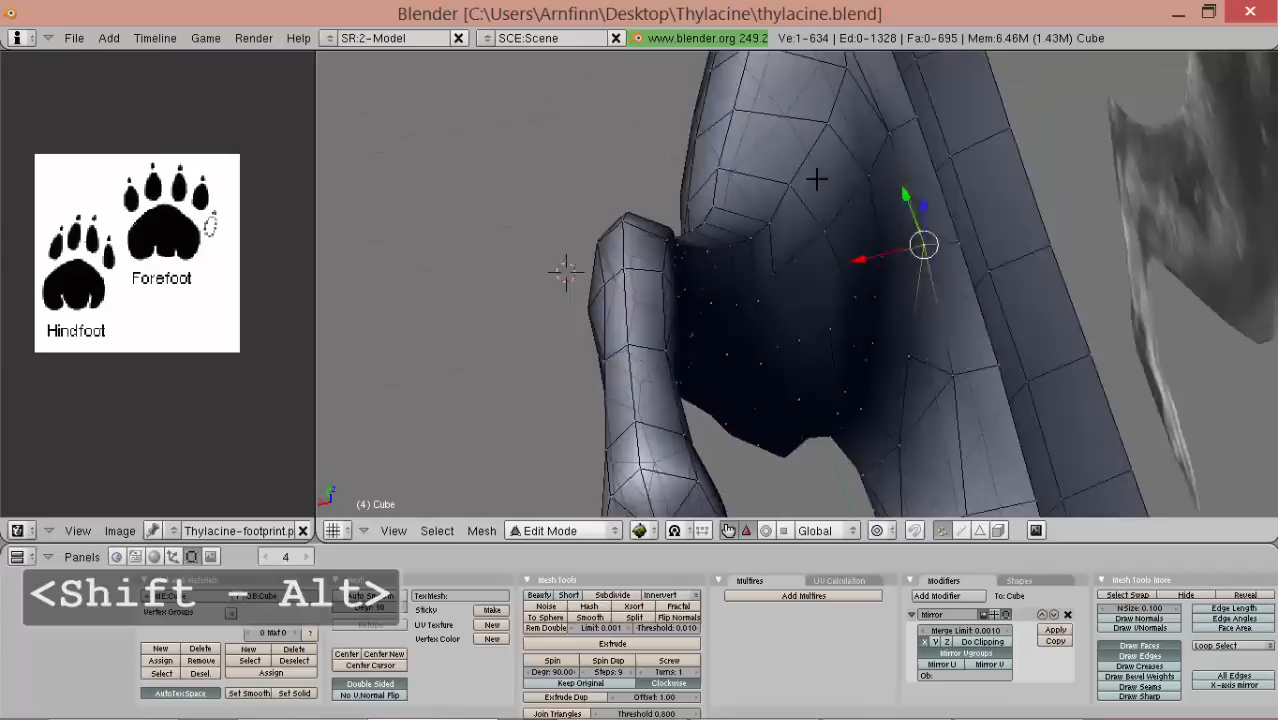 Blender [C:\Users\Arnfinn\Desktop\Thylacine\thylacine.blend]
File Add Timeline Game Render Help SR:2-Model SCE:Scene www.blender.org 249.2 Ve:1-634 | Ed:0-1328 | Fa:0-695 | Mem:6.46M (1.43M) Cube
Forefoot
Hindfoot
(4) Cube
View Image Thylacine-footprint.p View Select Mesh Edit Mode Global
Panels 4
<Shift - Alt>
Vertex Groups
0 Mat 0 ?
New Delete New Delete
Assign Remove Select Deselect
Select Desel. Assign
AutoTexSpace Set Smooth Set Solid
TexMesh:
Sticky Make
UV Texture New
Vertex Color New
Center Center New
Center Cursor
Double Sided
No V.Normal Flip
Mesh Tools
Beauty Short Subdivide Innervert
Noise Hash Xsort Fractal
To Sphere Smooth Split Flip Normals
Rem Double Limit: 0.001 Threshold: 0.010
Extrude
Spin Spin Dup Screw
Degr: 90.00 Steps: 9 Turns: 1
Keep Original Clockwise
Extrude Dup Offset: 1.00
Join Triangles Threshold 0.800
Multires UV Calculation
Add Multires
Modifiers Shapes
Add Modifier To: Cube
Mirror
Merge Limit: 0.0010 Apply
X Y Z Do Clipping Copy
Mirror Vgroups
Mirror U Mirror V
Ob:
Mesh Tools More
Select Swap Hide Reveal
NSize: 0.100 Edge Length
Draw Normals Edge Angles
Draw VNormals Face Area
Draw Faces Loop Select
Draw Edges
Draw Creases
Draw Bevel Weights All Edges
Draw Seams X-axis mirror
Draw Sharp